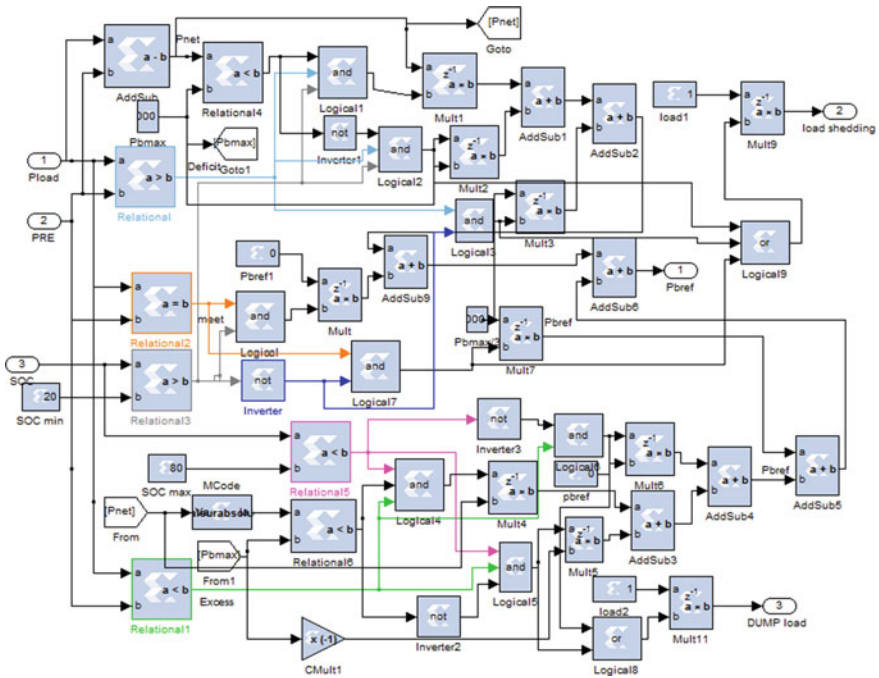 [Pnet]
Goto
a
b
a - b
AddSub
Pnet
a
b
a < b
Relational4
and
Logical1
a
b
z-1
a × b
Mult1
a
b
a + b
AddSub1
a
b
a + b
AddSub2
1
load1
a
b
z-1
a × b
Mult9
2
load shedding
000
Pbmax
[Pbmax]
Goto1
Deficit
not
Inverter1
and
Logical2
a
b
z-1
a × b
Mult2
1
Pload
a
b
a > b
Relational
2
PRE
and
Logical3
a
b
z-1
a × b
Mult3
or
Logical9
0
Pbref1
a
b
z-1
a × b
Mult
a
b
a + b
AddSub9
a
b
a + b
AddSub6
1
Pbref
a
b
a = b
Relational2
meet
and
Logical
000
Pbmax/3
a
b
z-1
a × b
Mult7
Pbref
3
SOC
a
b
a > b
Relational3
not
Inverter
and
Logical7
20
SOC min
a
b
a < b
Relational5
not
Inverter3
and
Logical6
a
b
z-1
a × b
Mult6
80
SOC max
MCode
and
Logical4
a
b
z-1
a × b
Mult4
0
pbref
a
b
a + b
AddSub4
Pbref
a
b
a + b
AddSub5
[Pnet]
From
a
b
a < b
Relational6
[Pbmax]
From1
a
b
z-1
a × b
Mult5
a
b
a + b
AddSub3
a
b
a < b
Relational1
Excess
and
Logical5
1
load2
a
b
z-1
a × b
Mult11
3
DUMP load
not
Inverter2
x (-1)
CMult1
or
Logical8